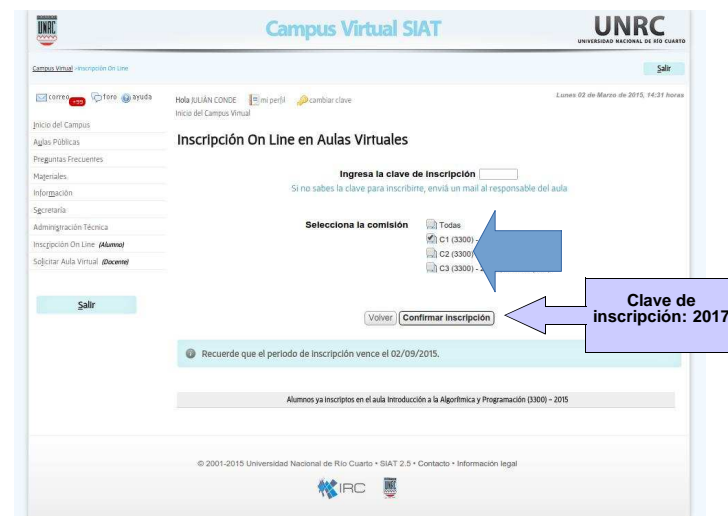 UNRC
Campus Virtual SIAT
UNRC
UNIVERSIDAD NACIONAL DE RÍO CUARTO
Campus Virtual »Inscripción On Line
Salir
correo +99 foro ayuda
Hola JULIÁN CONDE mi perfil cambiar clave
Lunes 02 de Marzo de 2015, 14:31 horas
Inicio del Campus Virtual
Inicio del Campus
Aulas Públicas
Preguntas Frecuentes
Materiales
Información
Secretaría
Administración Técnica
Inscripción On Line (Alumno)
Solicitar Aula Virtual (Docente)
Salir
Inscripción On Line en Aulas Virtuales
Ingresa la clave de inscripción
Si no sabes la clave para inscribirte, enviá un mail al responsable del aula
Selecciona la comisión
Todas
C1 (3300) -
C2 (3300)
C3 (3300) -
Volver Confirmar inscripción
Clave de
inscripción: 2017
Recuerde que el periodo de inscripción vence el 02/09/2015.
Alumnos ya inscriptos en el aula Introducción a la Algorítmica y Programación (3300) – 2015
© 2001-2015 Universidad Nacional de Río Cuarto • SIAT 2.5 • Contacto • Información legal
IRC
UNRC